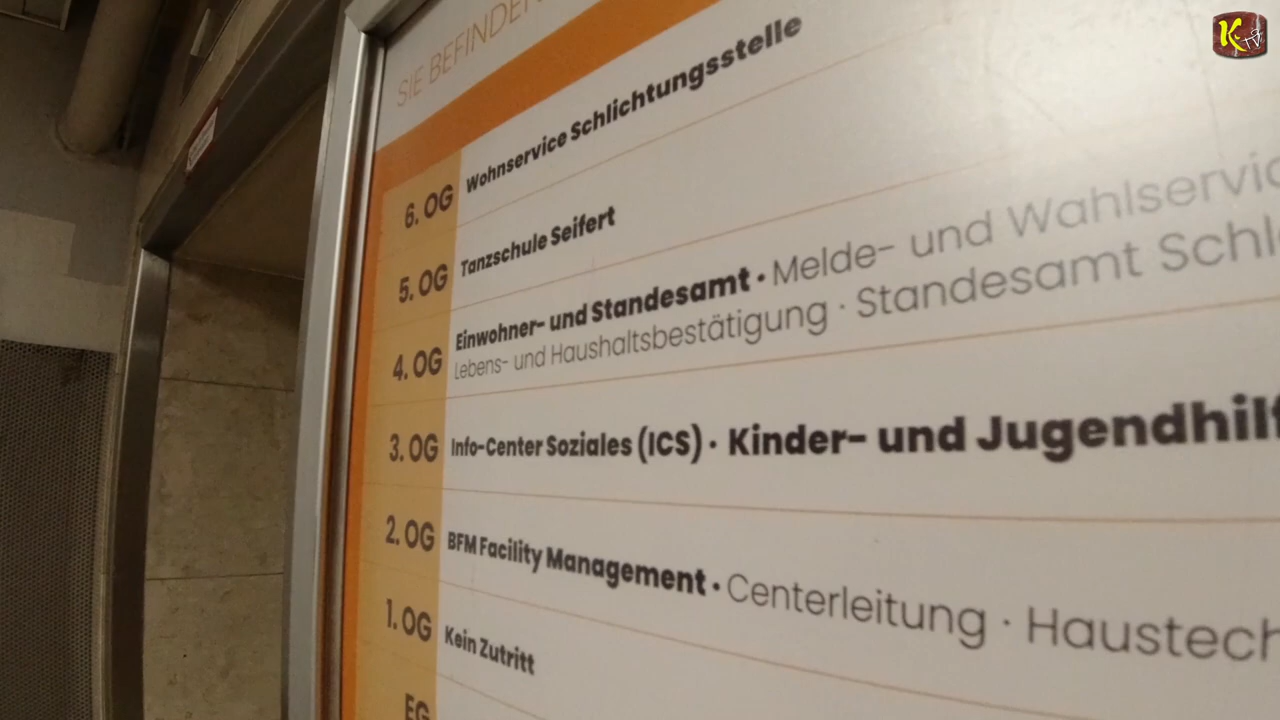 SIE BEFINDEN
6. OG Wohnservice Schlichtungsstelle
5. OG Tanzschule Seifert
4. OG Einwohner- und Standesamt · Melde- und Wahlservic
Lebens- und Haushaltsbestätigung · Standesamt Schl
3. OG Info-Center Soziales (ICS) · Kinder- und Jugendhilf
2. OG BFM Facility Management · Centerleitung · Haustech
1. OG Kein Zutritt
EG
K-TV